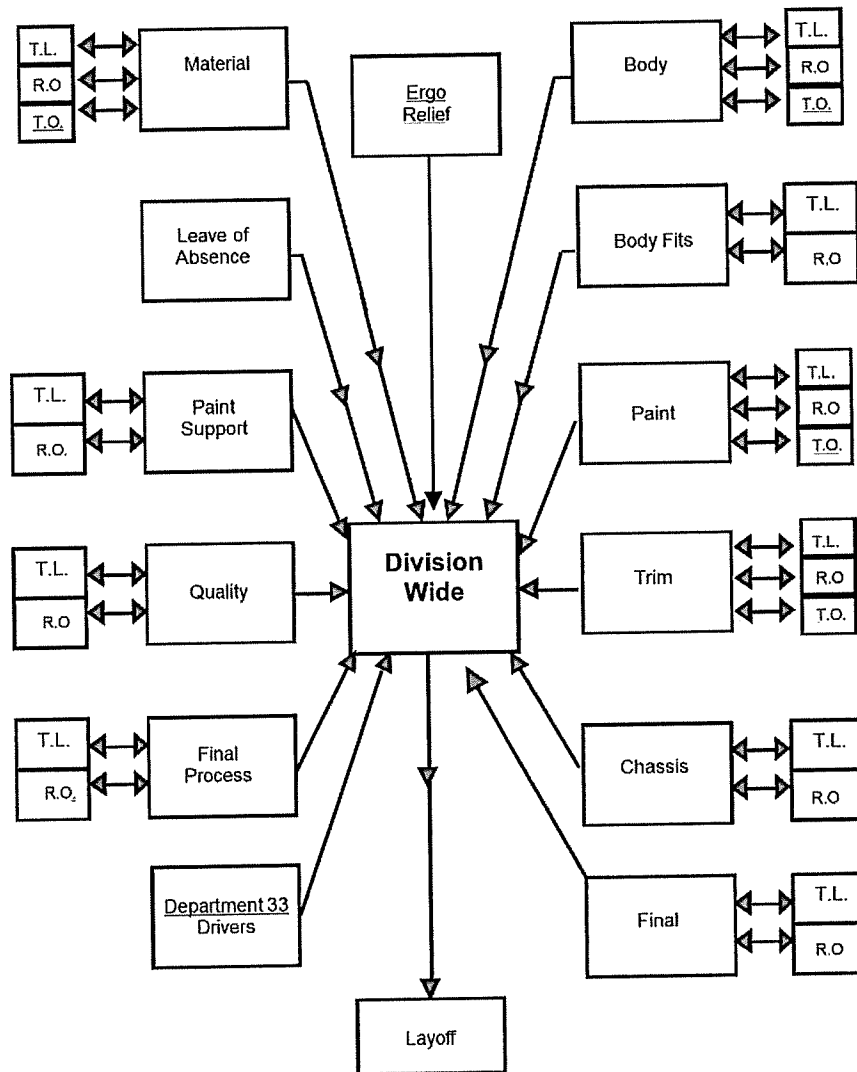 T.L.
R.O
T.O.
Material
Ergo
Relief
Body
T.L.
R.O
T.O.
Leave of
Absence
Body Fits
T.L.
R.O
T.L.
R.O.
Paint
Support
Paint
T.L.
R.O
T.O.
T.L.
R.O
Quality
Division
Wide
Trim
T.L.
R.O
T.O.
T.L.
R.O.
Final
Process
Chassis
T.L.
R.O
Department 33
Drivers
Final
T.L.
R.O
Layoff